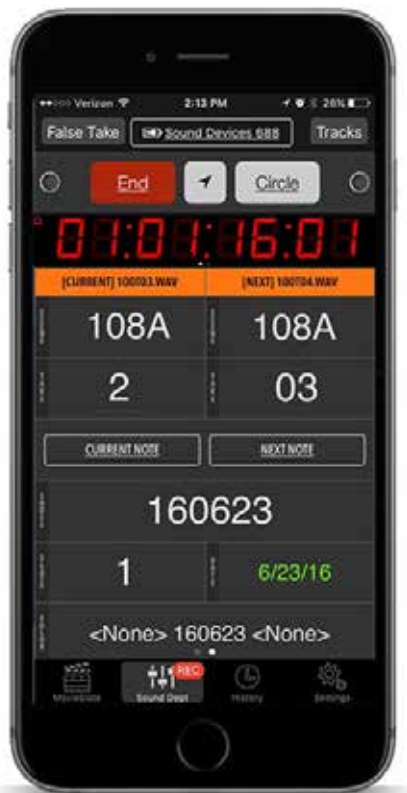 Verizon 2:13 PM 26%
False Take Sound Devices 688 Tracks
End Circle
01:01:16:01
[CURRENT] 100T03.WAV [NEXT] 100T04.WAV
108A 108A
2 03
CURRENT NOTE NEXT NOTE
160623
1 6/23/16
<None> 160623 <None>
REC
MovieSlate Sound Dept History Settings